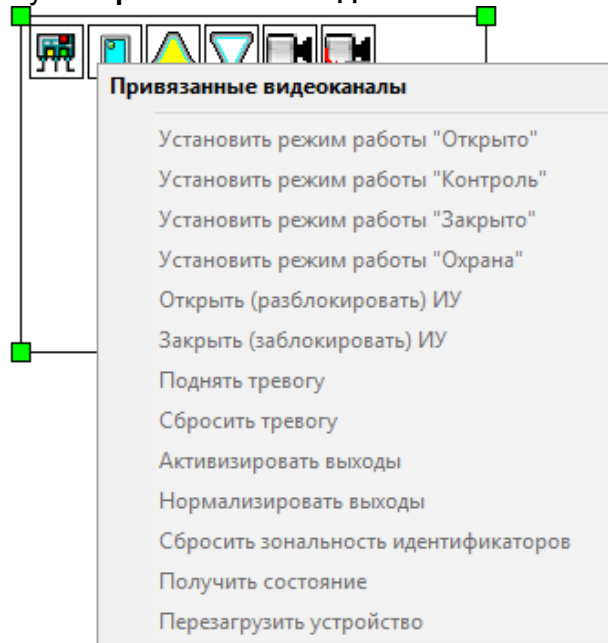 Привязанные видеоканалы
Установить режим работы "Открыто"
Установить режим работы "Контроль"
Установить режим работы "Закрыто"
Установить режим работы "Охрана"
Открыть (разблокировать) ИУ
Закрыть (заблокировать) ИУ
Поднять тревогу
Сбросить тревогу
Активизировать выходы
Нормализировать выходы
Сбросить зональность идентификаторов
Получить состояние
Перезагрузить устройство